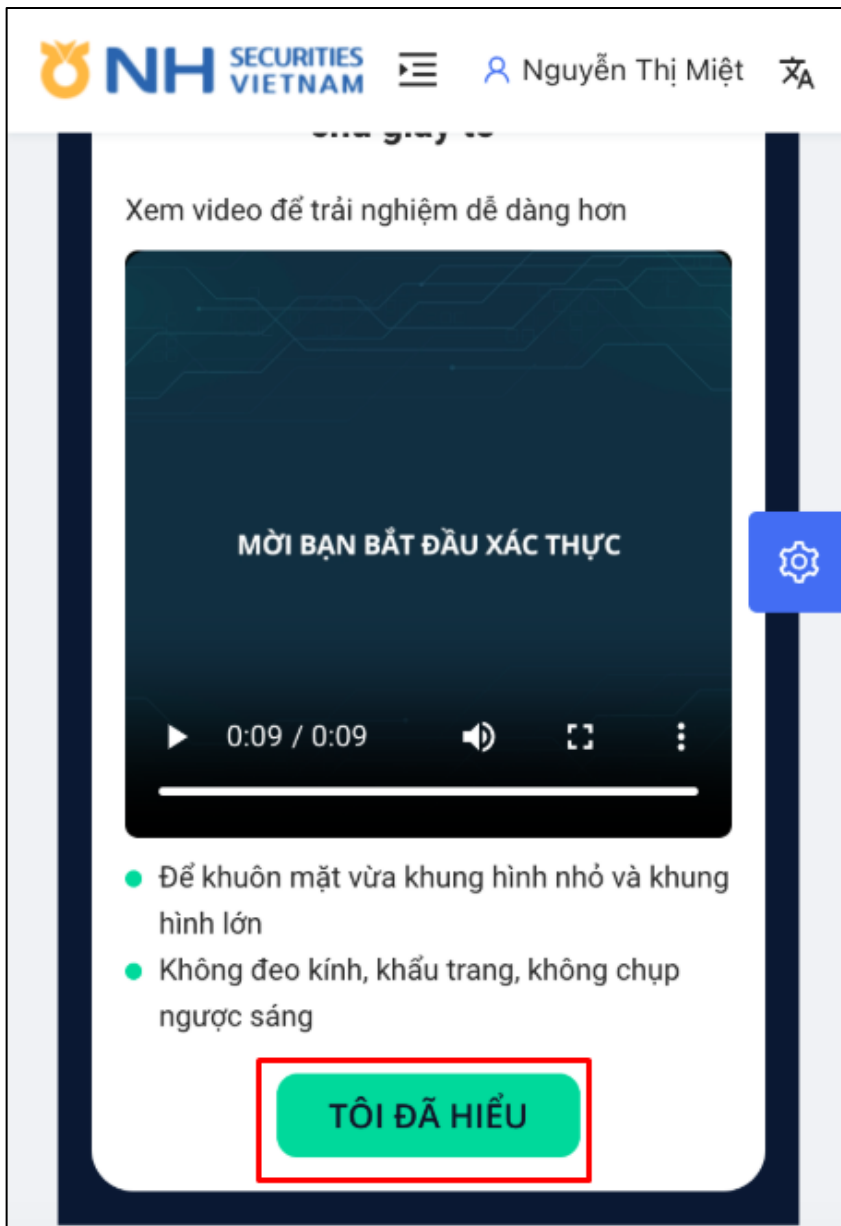 NH SECURITIES VIETNAM
Nguyễn Thị Miệt
giấy tờ
Xem video để trải nghiệm dễ dàng hơn
MỜI BẠN BẮT ĐẦU XÁC THỰC
0:09 / 0:09
Để khuôn mặt vừa khung hình nhỏ và khung
hình lớn
Không đeo kính, khẩu trang, không chụp
ngược sáng
TÔI ĐÃ HIỂU